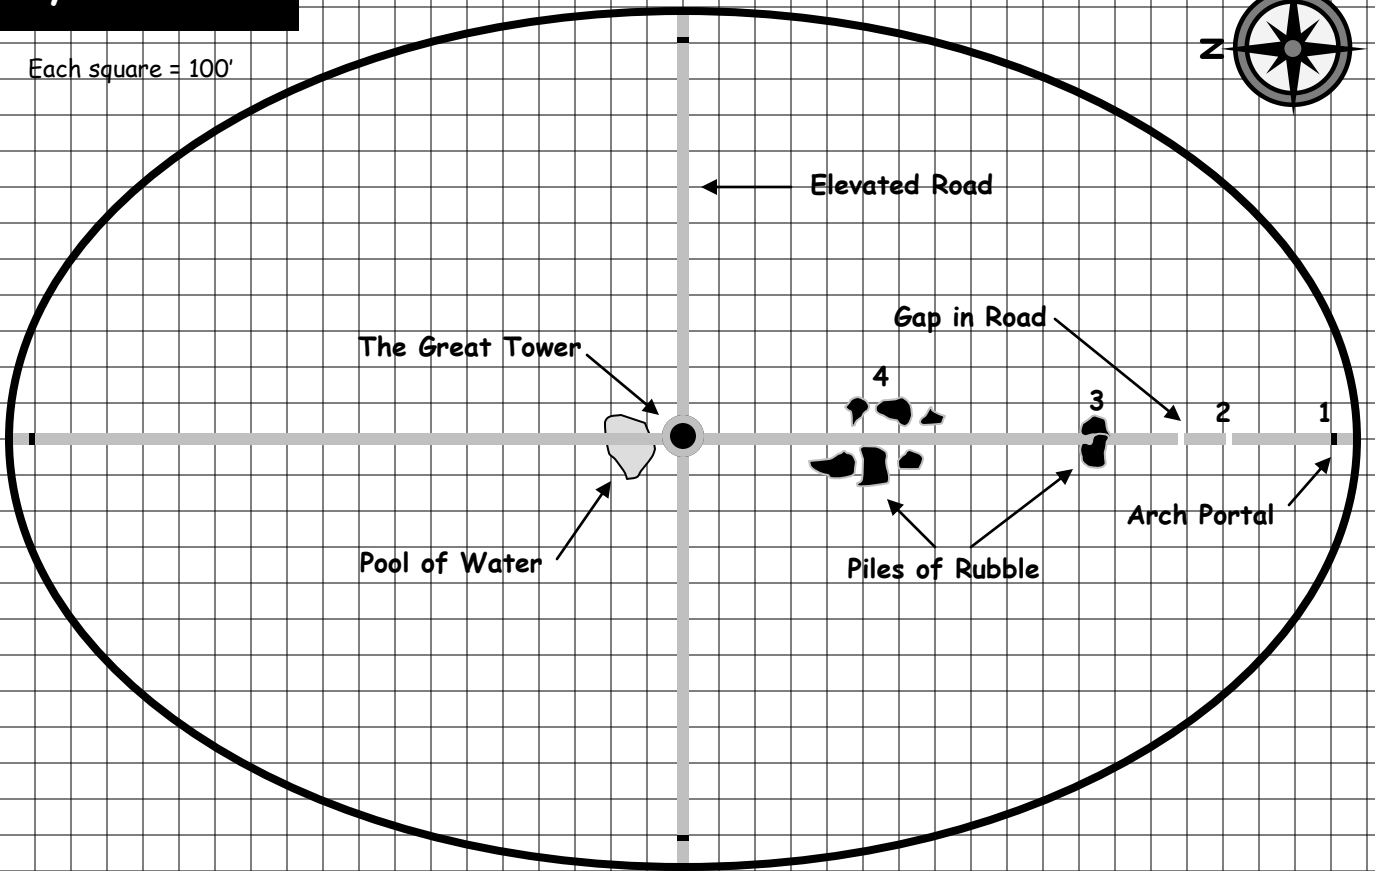 Each square = 100'
N
Elevated Road
Gap in Road
The Great Tower
4
3
2
1
Arch Portal
Pool of Water
Piles of Rubble